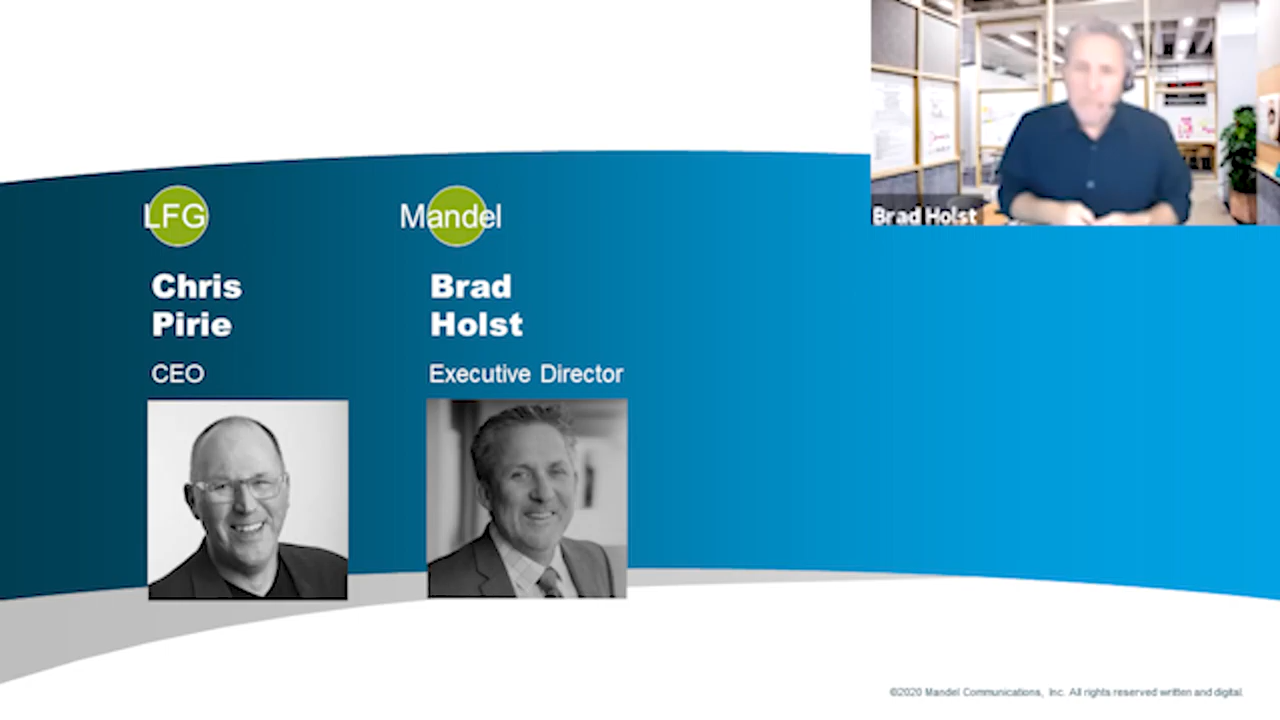 Brad Holst
LFG
Mandel
Chris
Pirie
Brad
Holst
CEO
Executive Director
©2020 Mandel Communications, Inc. All rights reserved written and digital.